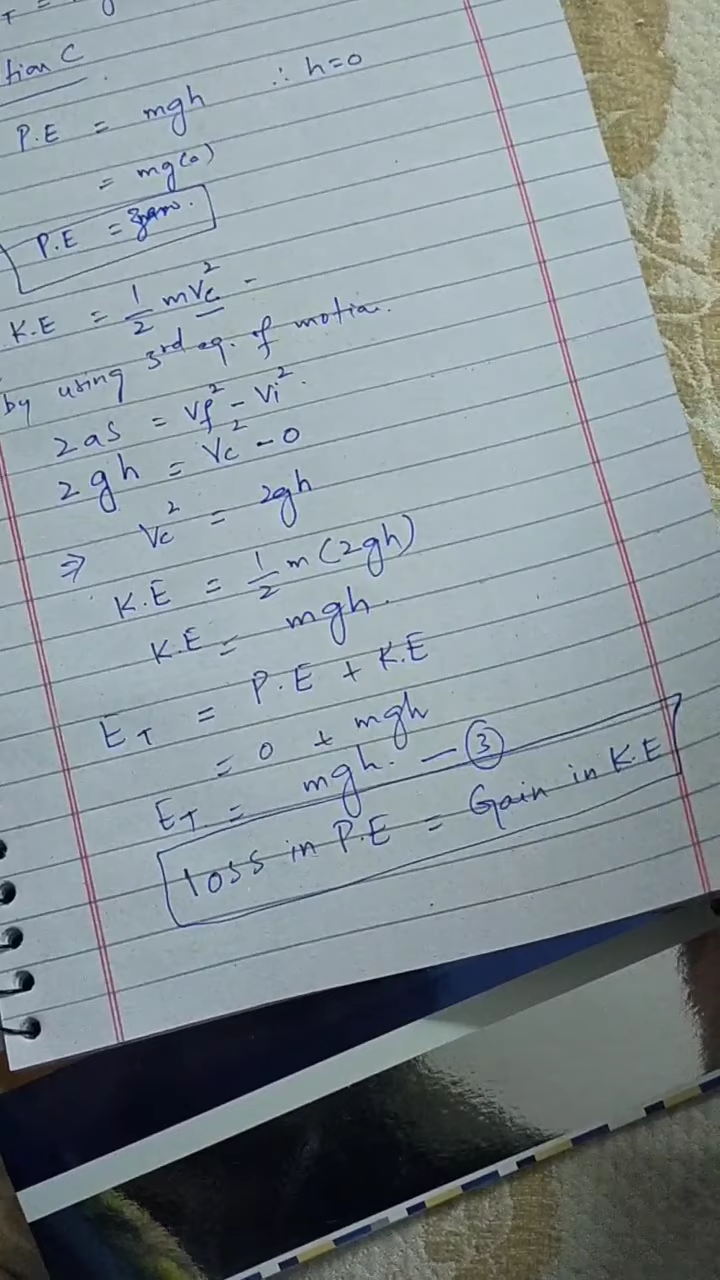 tion C
P.E = mgh ∴ h=0
= mg(0)
P.E = zero.
K.E = 1/2 mVc² -
by using 3rd eq. of motion.
2as = Vf² - Vi².
2gh = Vc² - 0
⇒ Vc² = 2gh
K.E = 1/2 m(2gh)
K.E = mgh.
ET = P.E + K.E
= 0 + mgh
ET = mgh. - ③
loss in P.E = Gain in K.E